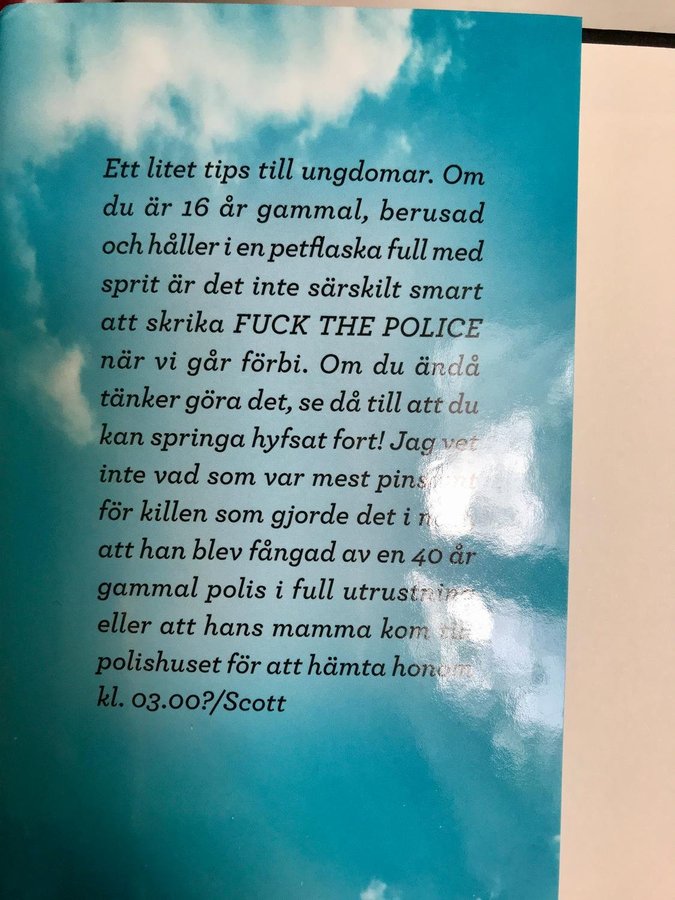 Ett litet tips till ungdomar. Om
du är 16 år gammal, berusad
och håller i en petflaska full med
sprit är det inte särskilt smart
att skrika FUCK THE POLICE
när vi går förbi. Om du ändå
tänker göra det, se då till att du
kan springa hyfsat fort! Jag vet
inte vad som var mest
för killen som gjorde det i
att han blev fångad av en 40 år
gammal polis i full utrustning
eller att hans mamma kom till
polishuset för att hämta honom
kl. 03.00?/Scott